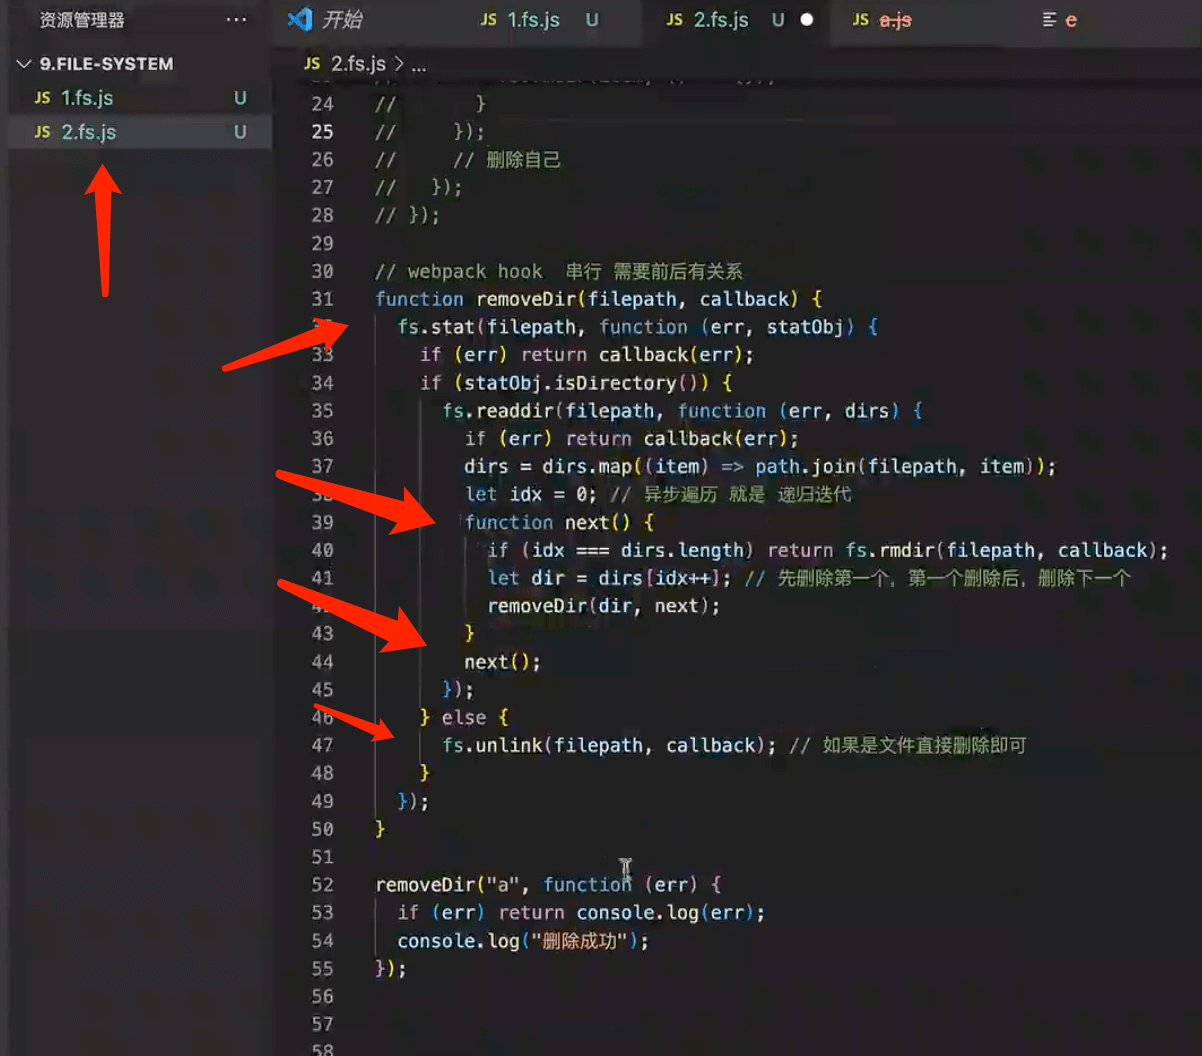 资源管理器 ···
开始
JS 1.fs.js U
JS 2.fs.js U
JS a.js
e
9.FILE-SYSTEM
JS 2.fs.js > ...
JS 1.fs.js U
JS 2.fs.js U
24 // }
25 // });
26 // // 删除自己
27 // });
28 // });
29
30 // webpack hook 串行 需要前后有关系
31 function removeDir(filepath, callback) {
fs.stat(filepath, function (err, statObj) {
33 if (err) return callback(err);
34 if (statObj.isDirectory()) {
35 fs.readdir(filepath, function (err, dirs) {
36 if (err) return callback(err);
37 dirs = dirs.map((item) => path.join(filepath, item));
38 let idx = 0; // 异步遍历 就是 递归迭代
39 function next() {
40 if (idx === dirs.length) return fs.rmdir(filepath, callback);
41 let dir = dirs[idx++]; // 先删除第一个, 第一个删除后, 删除下一个
removeDir(dir, next);
43 }
44 next();
45 });
46 } else {
47 fs.unlink(filepath, callback); // 如果是文件直接删除即可
48 }
49 });
50 }
51
52 removeDir("a", function (err) {
53 if (err) return console.log(err);
54 console.log("删除成功");
55 });
56
57
58